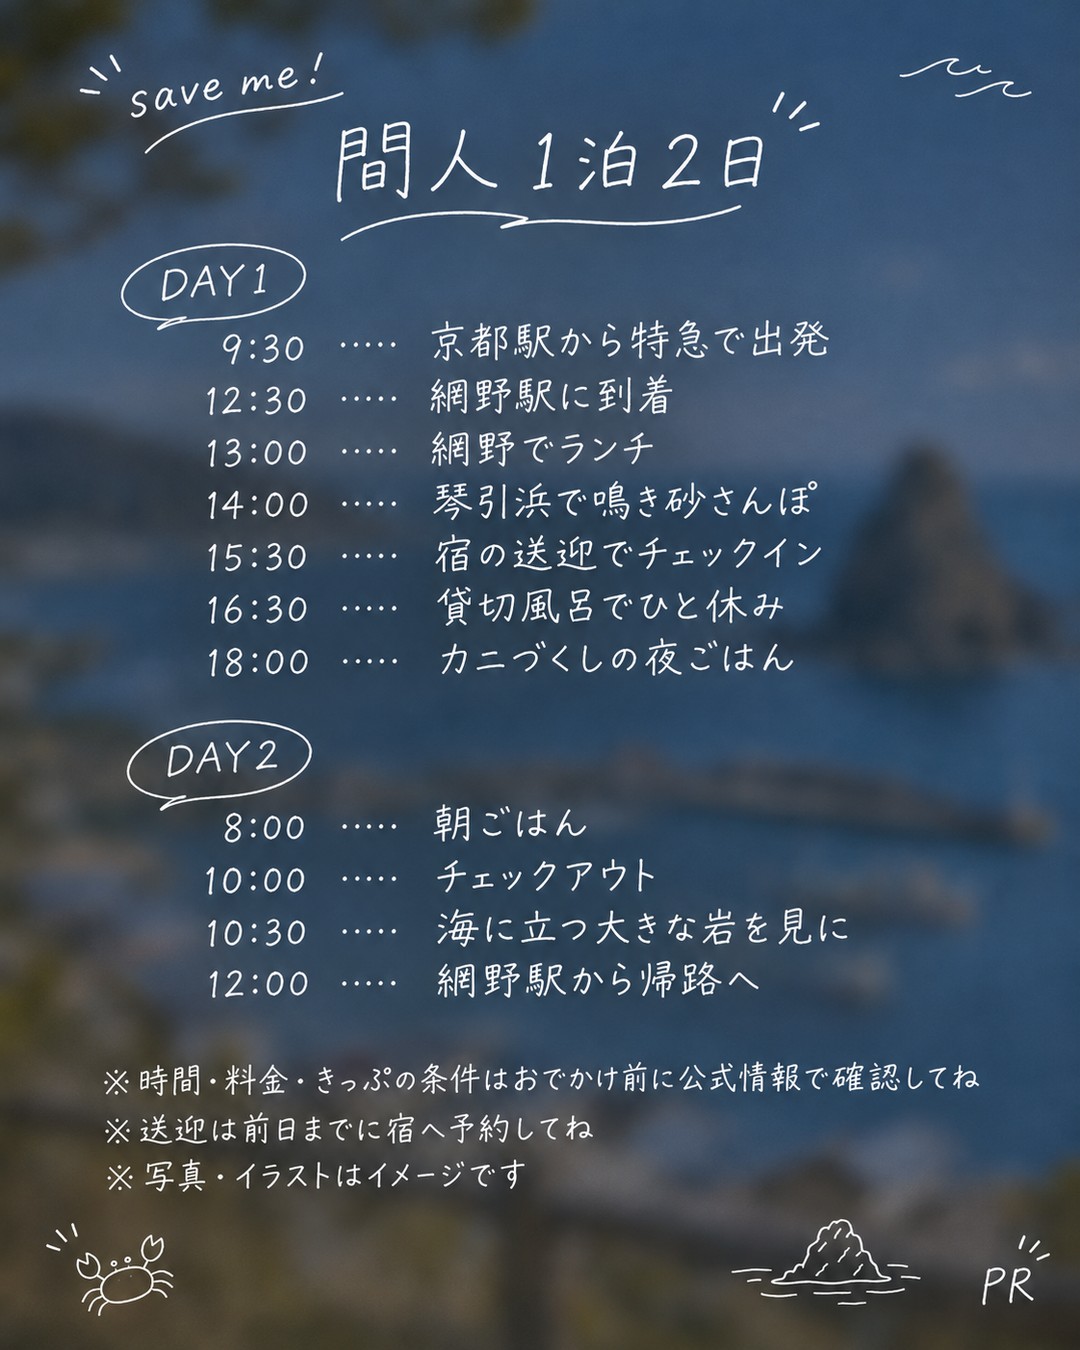 save me!
間人1泊2日
DAY1
9:30 ····· 京都駅から特急で出発
12:30 ····· 網野駅に到着
13:00 ····· 網野でランチ
14:00 ····· 琴引浜で鳴き砂さんぽ
15:30 ····· 宿の送迎でチェックイン
16:30 ····· 貸切風呂でひと休み
18:00 ····· カニづくしの夜ごはん
DAY2
8:00 ····· 朝ごはん
10:00 ····· チェックアウト
10:30 ····· 海に立つ大きな岩を見に
12:00 ····· 網野駅から帰路へ
※時間・料金・きっぷの条件はおでかけ前に公式情報で確認してね
※送迎は前日までに宿へ予約してね
※写真・イラストはイメージです
PR